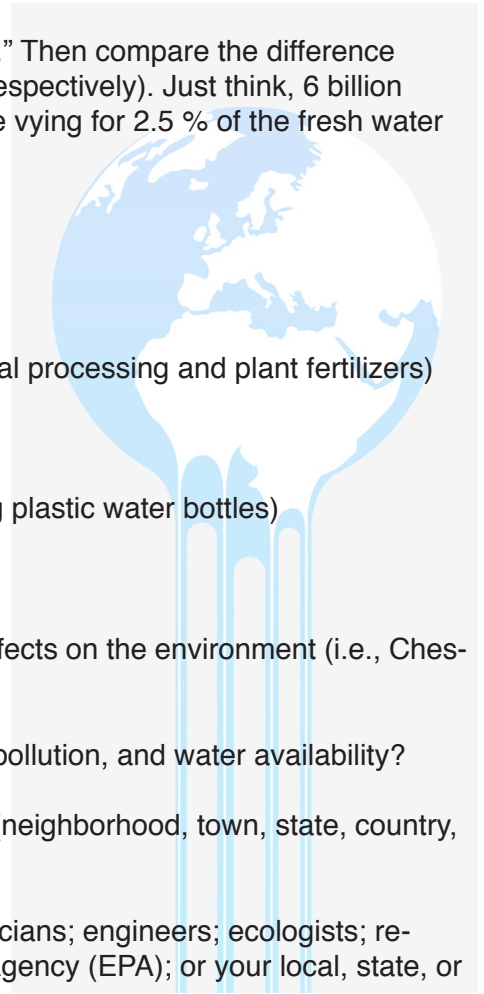 .” Then compare the difference
espectively). Just think, 6 billion
e vying for 2.5 % of the fresh water
al processing and plant fertilizers)
g plastic water bottles)
ffects on the environment (i.e., Ches-
pollution, and water availability?
neighborhood, town, state, country,
cians; engineers; ecologists; re-
gency (EPA); or your local, state, or